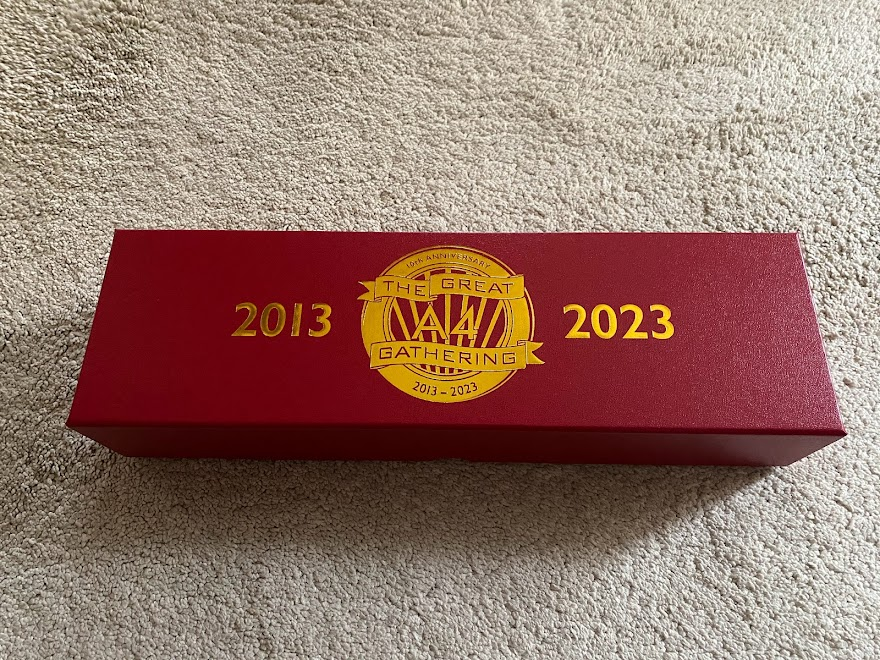 2013
10TH ANNIVERSARY
THE GREAT
A4
GATHERING
2013 – 2023
2023